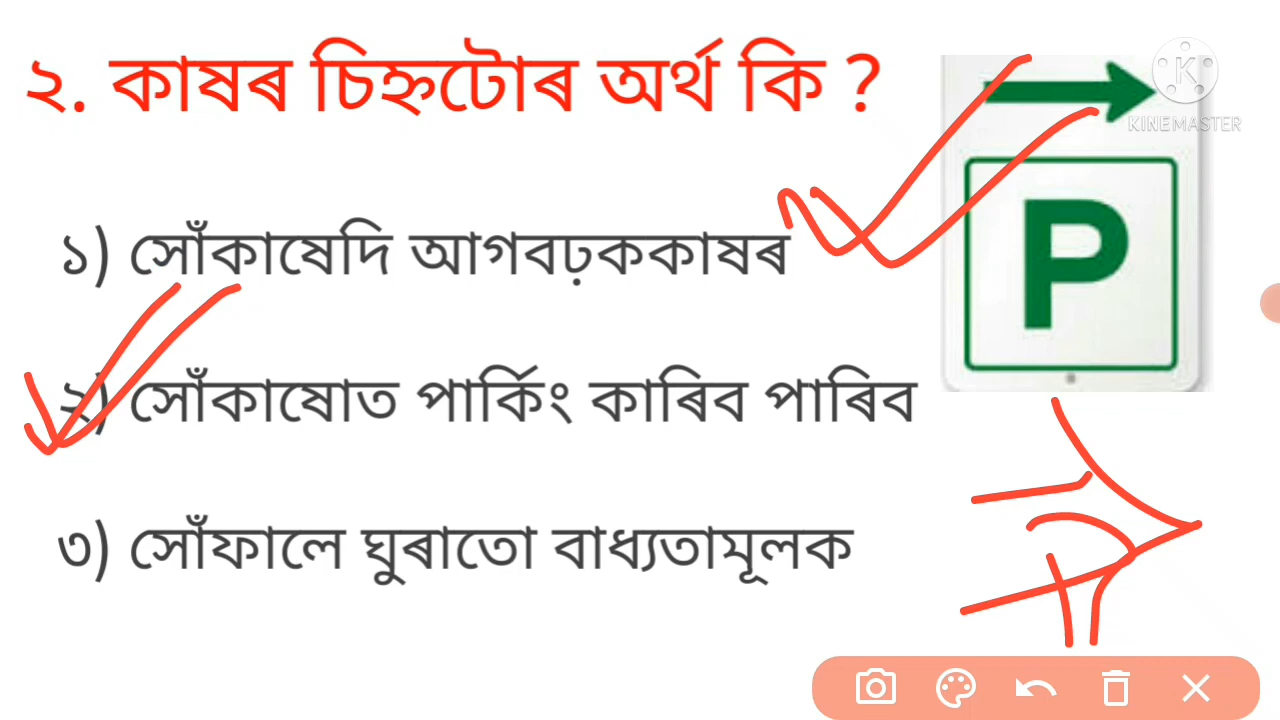 ২. কাষৰ চিহ্নটোৰ অৰ্থ কি ?
১) সোঁকাষেদি আগবঢ়ককাষৰ
২) সোঁকাষোত পাৰ্কিং কাৰিব পাৰিব
৩) সোঁফালে ঘুৰাতো বাধ্যতামূলক
P
K
KINEMASTER